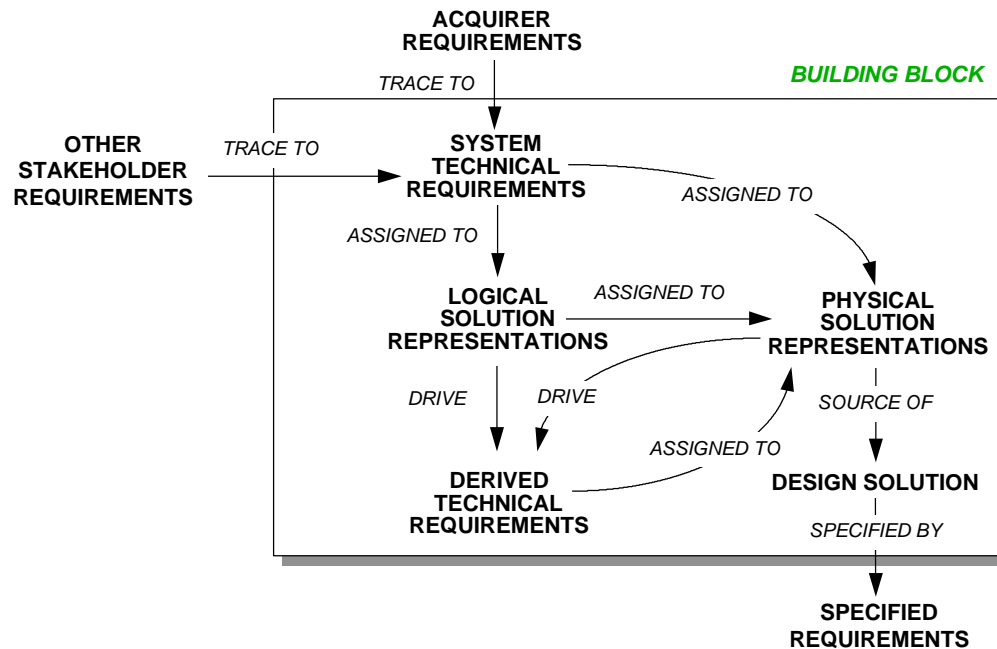 ACQUIRER
REQUIREMENTS
BUILDING BLOCK
TRACE TO
OTHER
STAKEHOLDER
REQUIREMENTS
TRACE TO
SYSTEM
TECHNICAL
REQUIREMENTS
ASSIGNED TO
ASSIGNED TO
LOGICAL
SOLUTION
REPRESENTATIONS
ASSIGNED TO
PHYSICAL
SOLUTION
REPRESENTATIONS
DRIVE
DRIVE
SOURCE OF
ASSIGNED TO
DERIVED
TECHNICAL
REQUIREMENTS
DESIGN SOLUTION
SPECIFIED BY
SPECIFIED
REQUIREMENTS